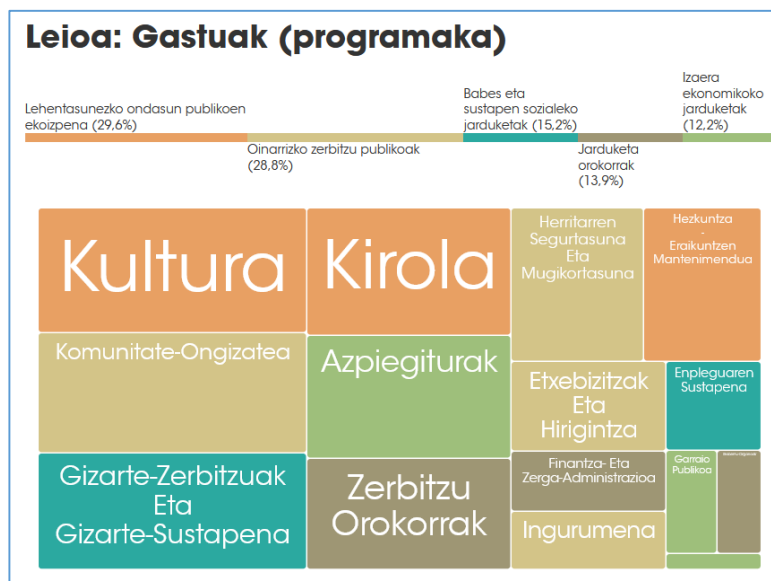 Leioa: Gastuak (programaka)
Lehentasunezko ondasun publikoen
ekoizpena (29,6%)
Oinarrizko zerbitzu publikoak
(28,8%)
Babes eta
sustapen sozialeko
jarduketak (15,2%)
Jarduketa
orokorrak
(13,9%)
Izaera
ekonomikoko
jarduketak
(12,2%)
Kultura
Kirola
Herritarren
Segurtasuna
Eta
Mugikortasuna
Hezkuntza
-
Eraikuntzen
Mantenimendua
Komunitate-Ongizatea
Azpiegiturak
Etxebizitzak
Eta
Hirigintza
Enpleguaren
Sustapena
Gizarte-Zerbitzuak
Eta
Gizarte-Sustapena
Zerbitzu
Orokorrak
Finantza- Eta
Zerga-Administrazioa
Ingurumena
Garraio
Publikoa